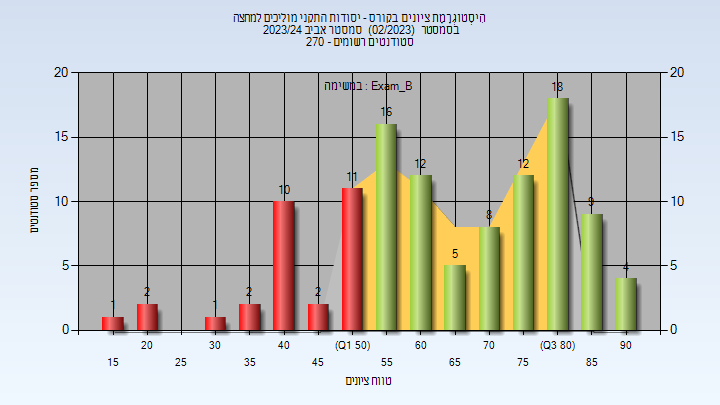 היסטוגרמת ציונים בקורס - יסודות התקני מוליכים למחצה
בסמסטר (02/2023) סמסטר אביב 2023/24
סטודנטים רשומים - 270
במשימה : Exam_B
20 20
15 15
10 10
5 5
0 0
מספר סטודנטים
1 2 1 2 10 2 11 16 12 5 8 12 18 9 4
20 30 40 (Q1 50) 60 70 (Q3 80) 90
15 25 35 45 55 65 75 85
טווח ציונים